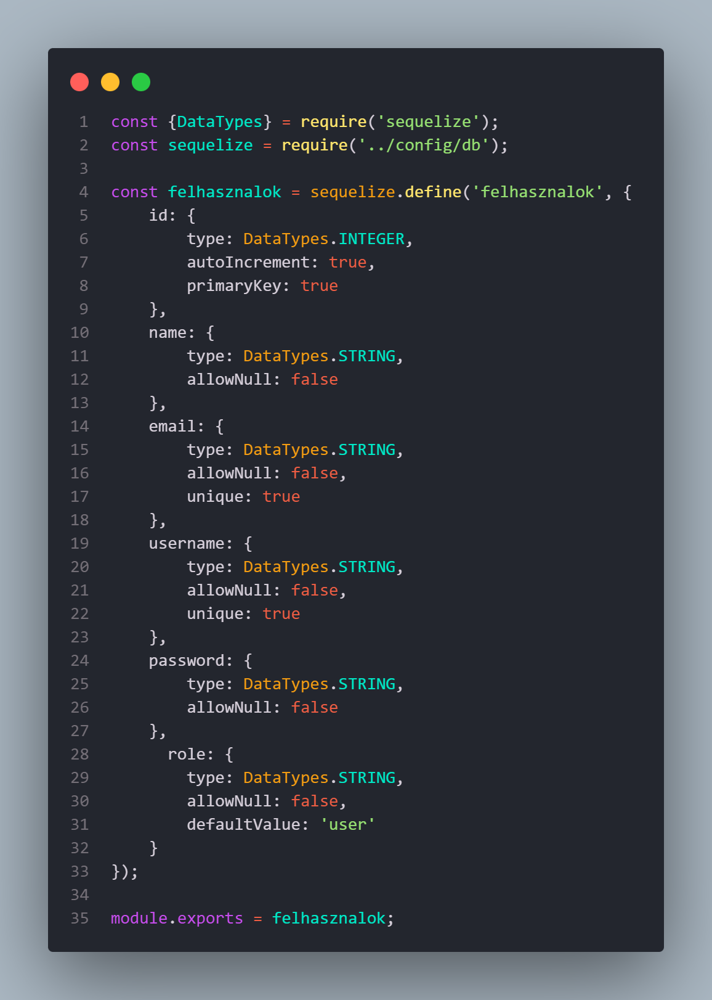 1 const {DataTypes} = require('sequelize');
2 const sequelize = require('../config/db');
3
4 const felhasznalok = sequelize.define('felhasznalok', {
5     id: {
6         type: DataTypes.INTEGER,
7         autoIncrement: true,
8         primaryKey: true
9     },
10     name: {
11         type: DataTypes.STRING,
12         allowNull: false
13     },
14     email: {
15         type: DataTypes.STRING,
16         allowNull: false,
17         unique: true
18     },
19     username: {
20         type: DataTypes.STRING,
21         allowNull: false,
22         unique: true
23     },
24     password: {
25         type: DataTypes.STRING,
26         allowNull: false
27     },
28       role: {
29         type: DataTypes.STRING,
30         allowNull: false,
31         defaultValue: 'user'
32     }
33 });
34
35 module.exports = felhasznalok;